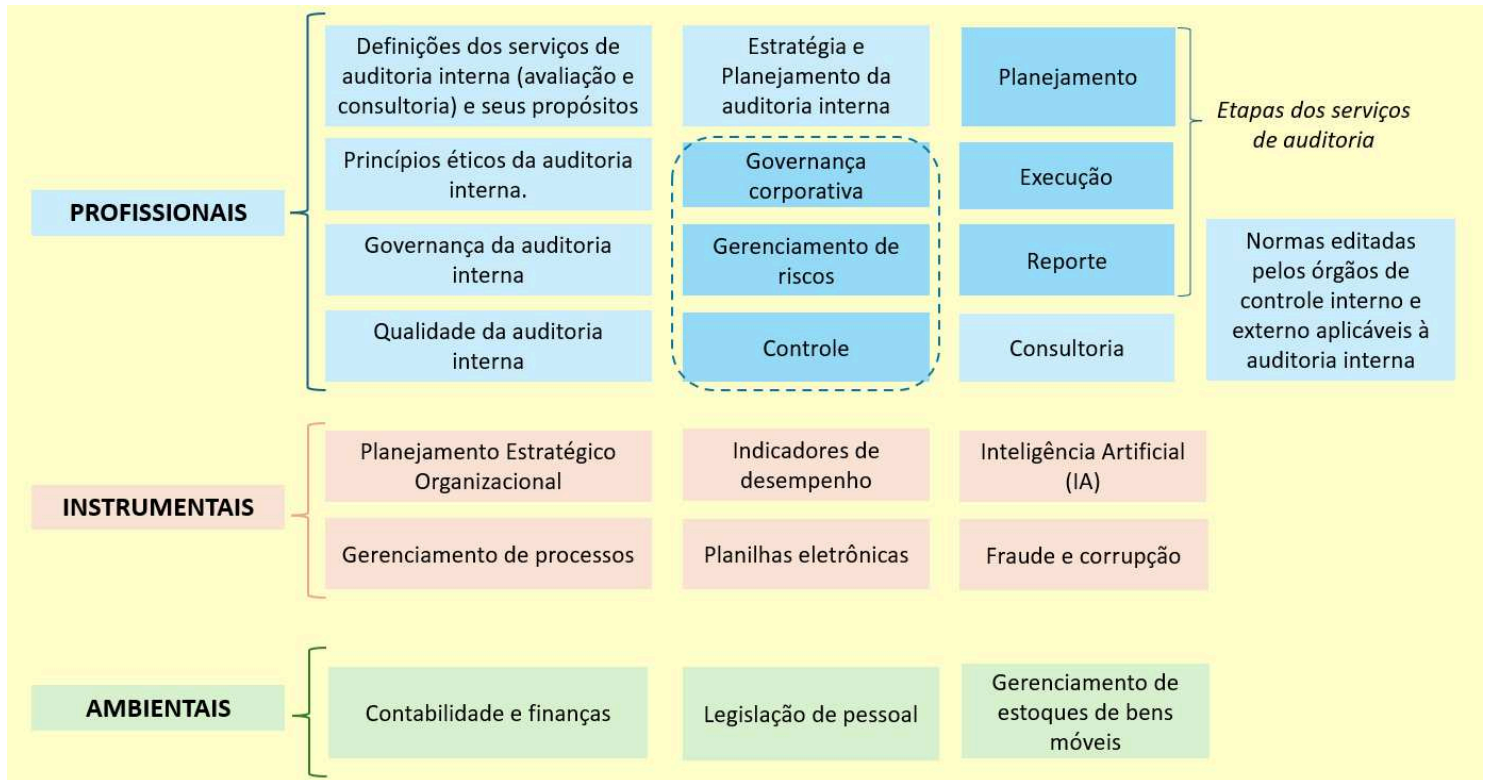 PROFISSIONAIS
Definições dos serviços de
auditoria interna (avaliação e
consultoria) e seus propósitos
Estratégia e
Planejamento da
auditoria interna
Planejamento
Etapas dos serviços
de auditoria
Princípios éticos da auditoria
interna.
Governança
corporativa
Execução
Governança da auditoria
interna
Gerenciamento de
riscos
Reporte
Normas editadas
pelos órgãos de
controle interno e
externo aplicáveis à
auditoria interna
Qualidade da auditoria
interna
Controle
Consultoria
INSTRUMENTAIS
Planejamento Estratégico
Organizacional
Indicadores de
desempenho
Inteligência Artificial
(IA)
Gerenciamento de processos
Planilhas eletrônicas
Fraude e corrupção
AMBIENTAIS
Contabilidade e finanças
Legislação de pessoal
Gerenciamento de
estoques de bens
móveis